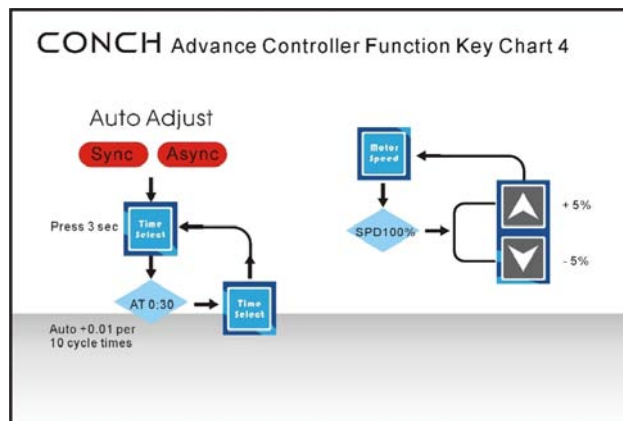 CONCH Advance Controller Function Key Chart 4
Auto Adjust
Sync Async
Press 3 sec
Time
Select
AT 0:30
Time
Select
Auto +0.01 per
10 cycle times
Motor
Speed
SPD100%
+ 5%
- 5%